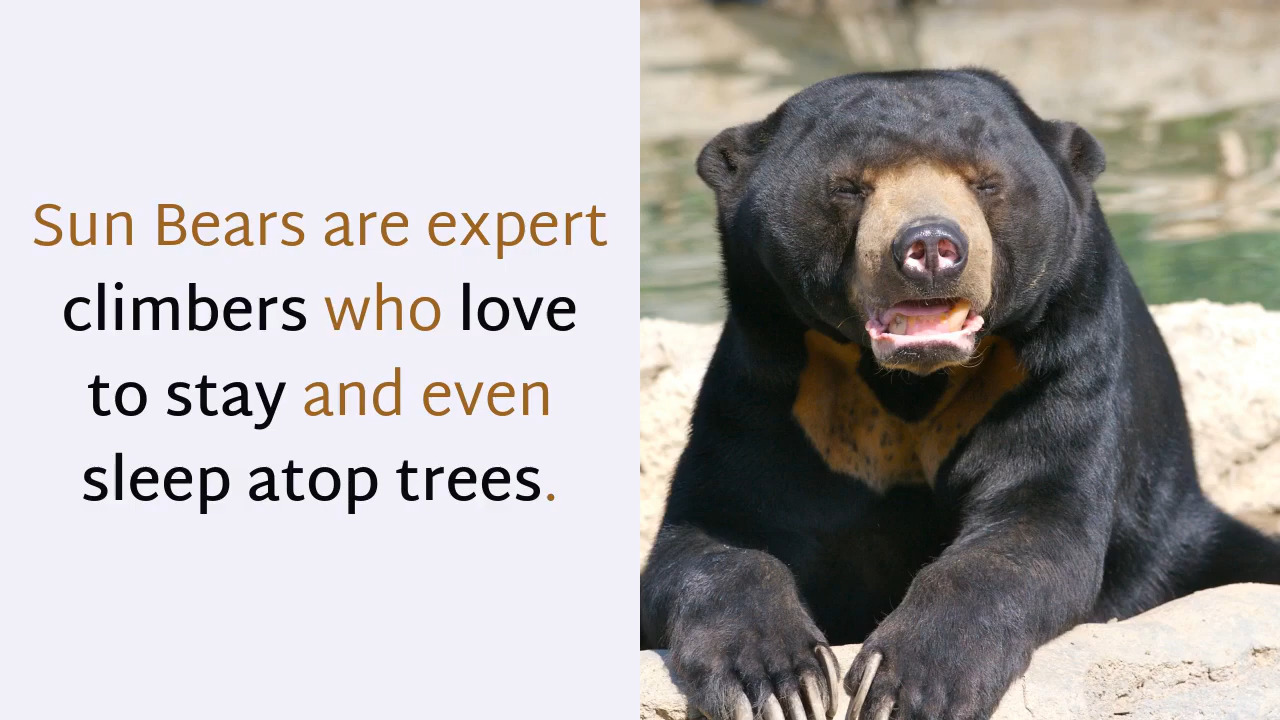 Sun Bears are expert
climbers who love
to stay and even
sleep atop trees.